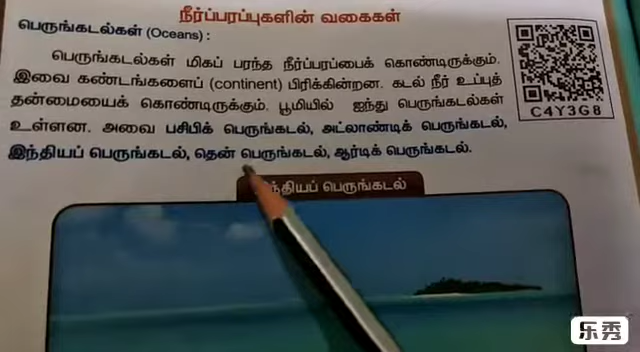 நீர்ப்பரப்புகளின் வகைகள்
பெருங்கடல்கள் (Oceans) :
பெருங்கடல்கள் மிகப் பரந்த நீர்ப்பரப்பைக் கொண்டிருக்கும்.
இவை கண்டங்களைப் (continent) பிரிக்கின்றன. கடல் நீர் உப்புத்
தன்மையைக் கொண்டிருக்கும். பூமியில் ஐந்து பெருங்கடல்கள்
உள்ளன. அவை பசிபிக் பெருங்கடல், அட்லாண்டிக் பெருங்கடல்,
இந்தியப் பெருங்கடல், தென் பெருங்கடல், ஆர்டிக் பெருங்கடல்.
C4Y3G8
பெருங்கடல்
乐秀